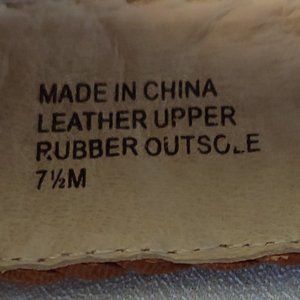 MADE IN CHINA
LEATHER UPPER
RUBBER OUTSOLE
7½M